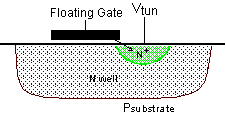 Floating Gate
Vtun
N+
N well
Psubstrate